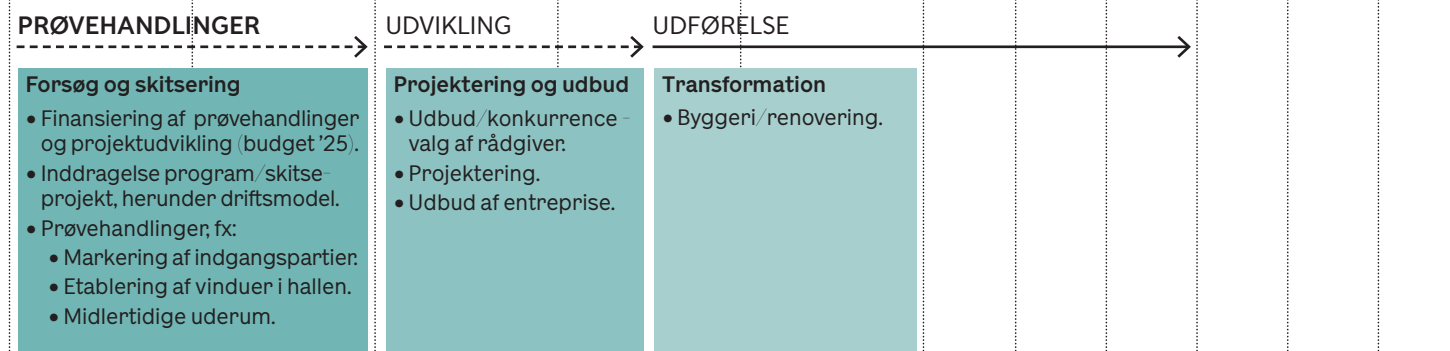 PRØVEHANDLINGER
Forsøg og skitsering
• Finansiering af prøvehandlinger
og projektudvikling (budget ’25).
• Inddragelse program/skitse-
projekt, herunder driftsmodel.
• Prøvehandlinger, fx:
• Markering af indgangspartier.
• Etablering af vinduer i hallen.
• Midlertidige uderum.
UDVIKLING
Projektering og udbud
• Udbud/konkurrence -
valg af rådgiver.
• Projektering.
• Udbud af entreprise.
UDFØRELSE
Transformation
• Byggeri/renovering.